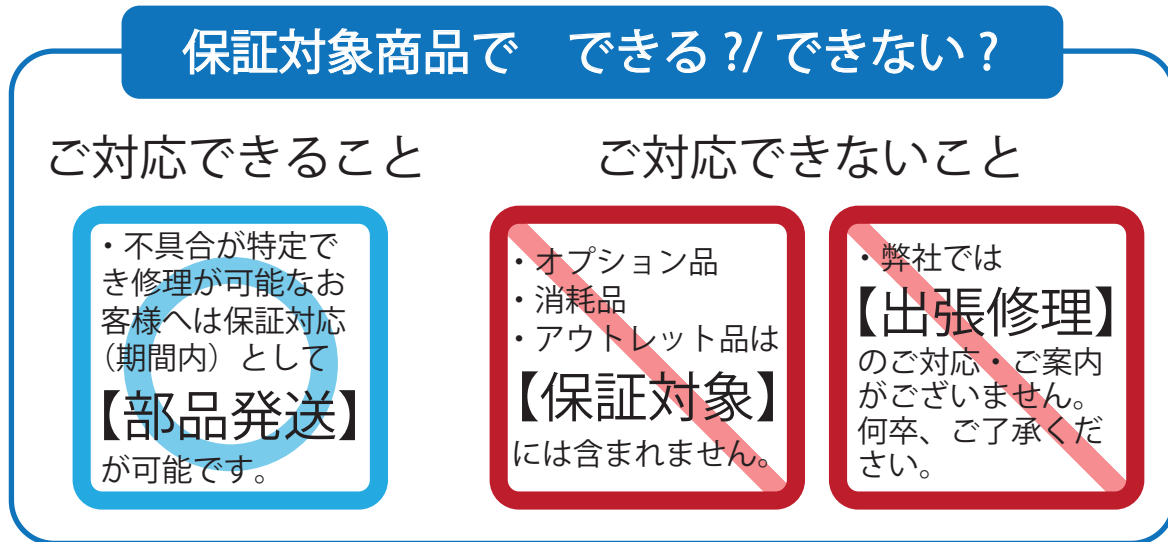 保証対象商品で　できる ?/ できない ?
ご対応できること
・不具合が特定で
き修理が可能なお
客様へは保証対応
（期間内）として
【部品発送】
が可能です。
ご対応できないこと
・オプション品
・消耗品
・アウトレット品は
【保証対象】
には含まれません。
・弊社では
【出張修理】
のご対応・ご案内
がございません。
何卒、ご了承くだ
さい。